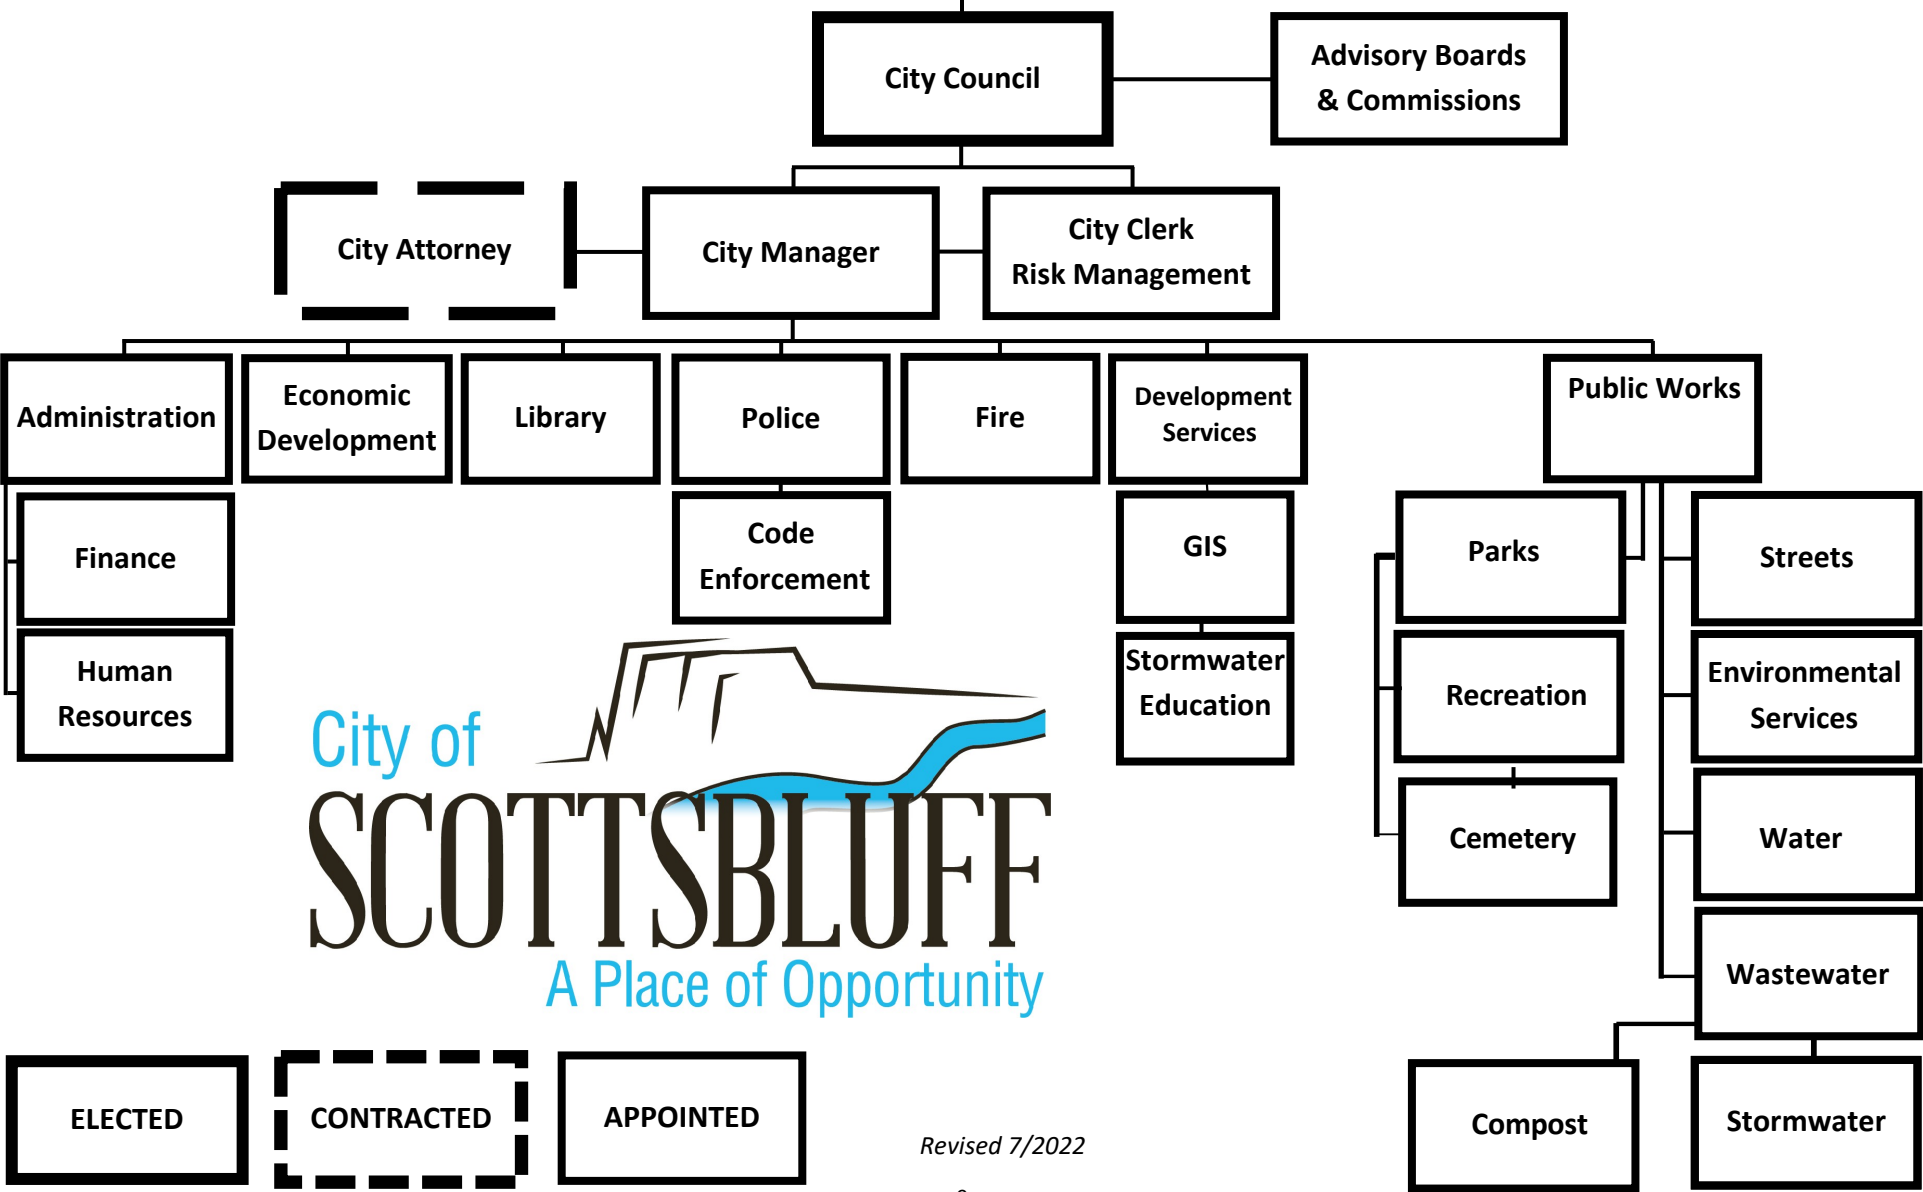 City Council
Advisory Boards
& Commissions
City Attorney
City Manager
City Clerk
Risk Management
Administration
Economic
Development
Library
Police
Fire
Development
Services
Public Works
Finance
Human
Resources
Code
Enforcement
GIS
Stormwater
Education
Parks
Recreation
Cemetery
Streets
Environmental
Services
Water
Wastewater
Compost
Stormwater
City of
SCOTTSBLUFF
A Place of Opportunity
ELECTED
CONTRACTED
APPOINTED
Revised 7/2022